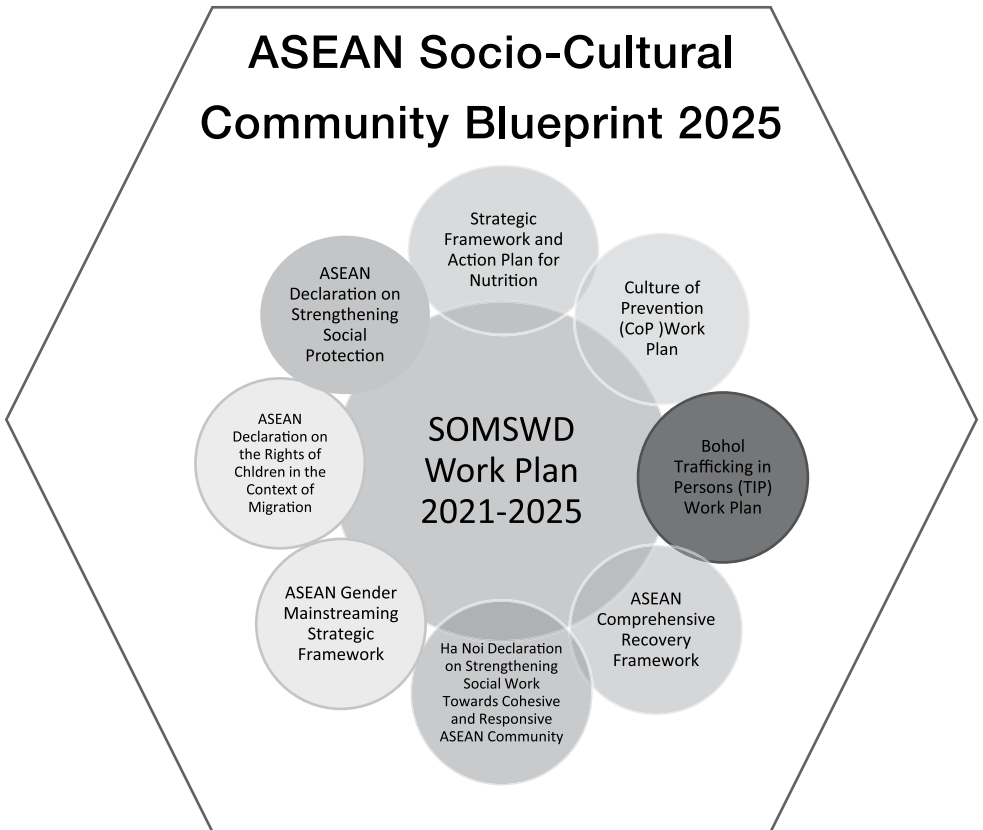 ASEAN Socio-Cultural
Community Blueprint 2025
Strategic
Framework and
Action Plan for
Nutrition
Culture of
Prevention
(CoP )Work
Plan
Bohol
Trafficking in
Persons (TIP)
Work Plan
ASEAN
Comprehensive
Recovery
Framework
Ha Noi Declaration
on Strengthening
Social Work
Towards Cohesive
and Responsive
ASEAN Community
ASEAN Gender
Mainstreaming
Strategic
Framework
ASEAN
Declaration on
the Rights of
Chldren in the
Context of
Migration
ASEAN
Declaration on
Strengthening
Social
Protection
SOMSWD
Work Plan
2021-2025